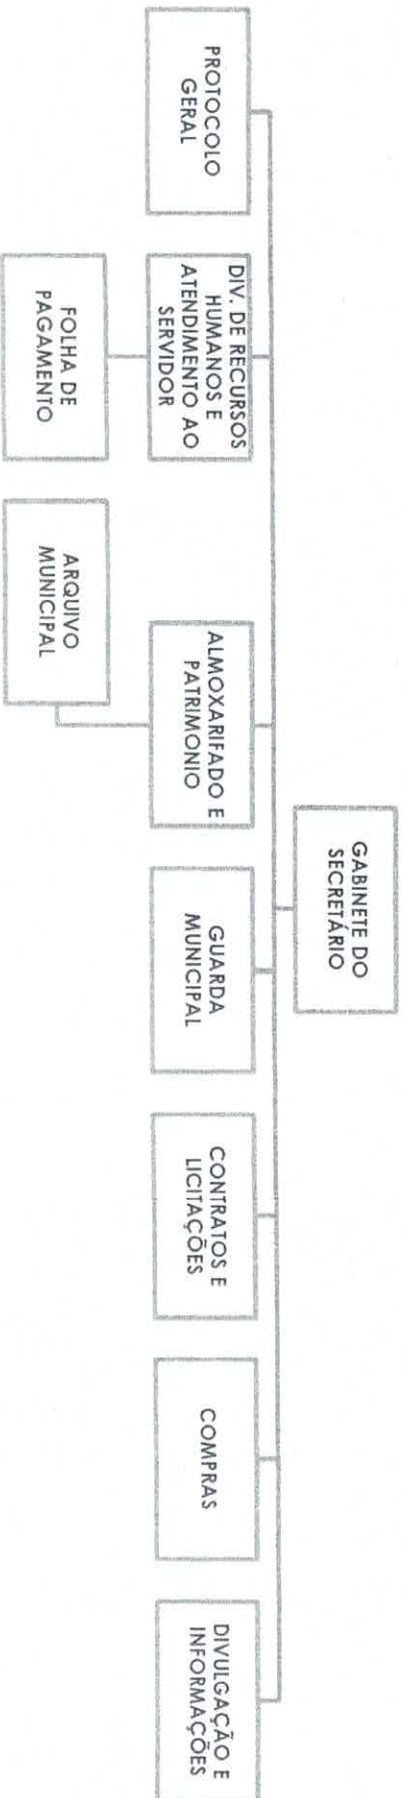 GABINETE DO
SECRETÁRIO
PROTOCOLO
GERAL
DIV. DE RECURSOS
HUMANOS E
ATENDIMENTO AO
SERVIDOR
FOLHA DE
PAGAMENTO
ALMOXARIFADO E
PATRIMONIO
ARQUIVO
MUNICIPAL
GUARDA
MUNICIPAL
CONTRATOS E
LICITAÇÕES
COMPRAS
DIVULGAÇÃO E
INFORMAÇÕES